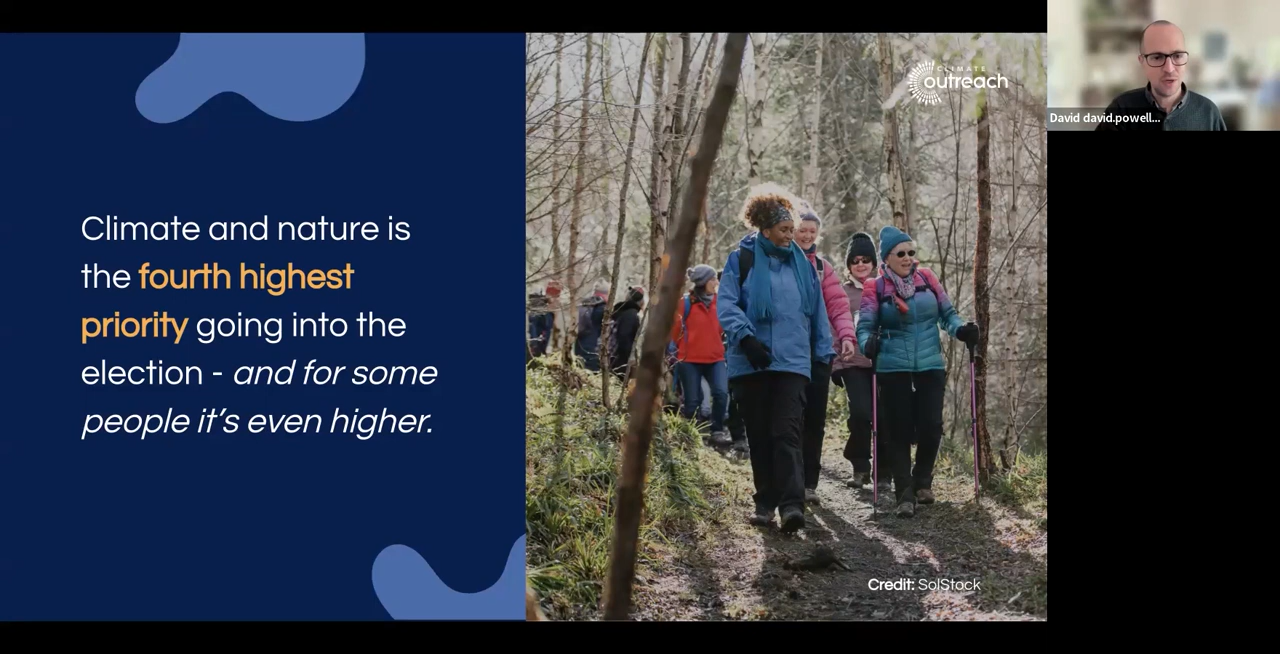 Climate and nature is
the fourth highest
priority going into the
election - and for some
people it's even higher.
CLIMATE
outreach
Credit: SolStock
David david.powell...